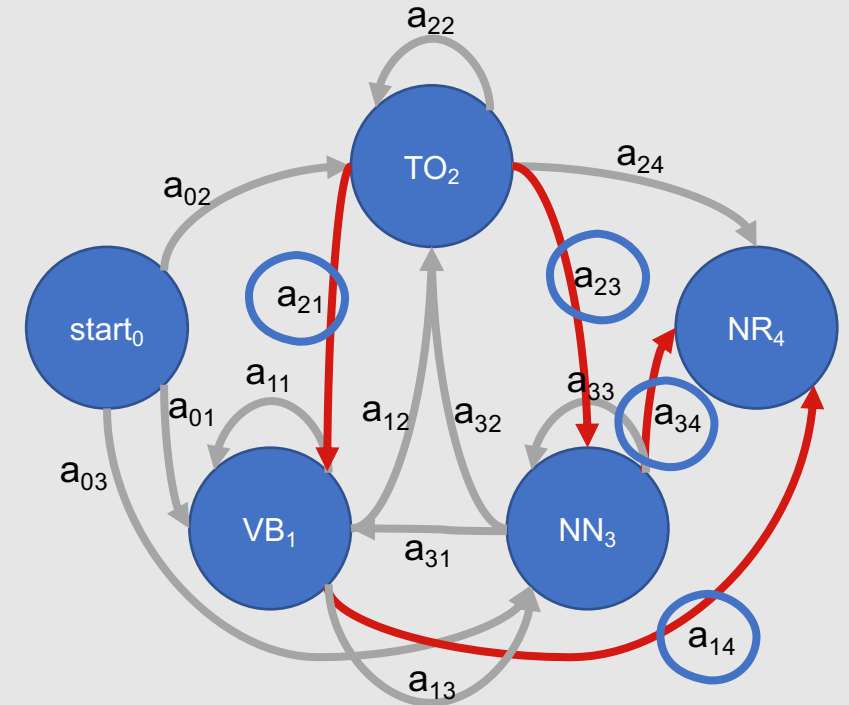 a₂₂
TO₂
a₂₄
a₀₂
a₂₃
a₂₁
start₀
NR₄
a₁₁
a₃₃
a₀₁
a₁₂
a₃₂
a₃₄
a₀₃
VB₁
NN₃
a₃₁
a₁₄
a₁₃